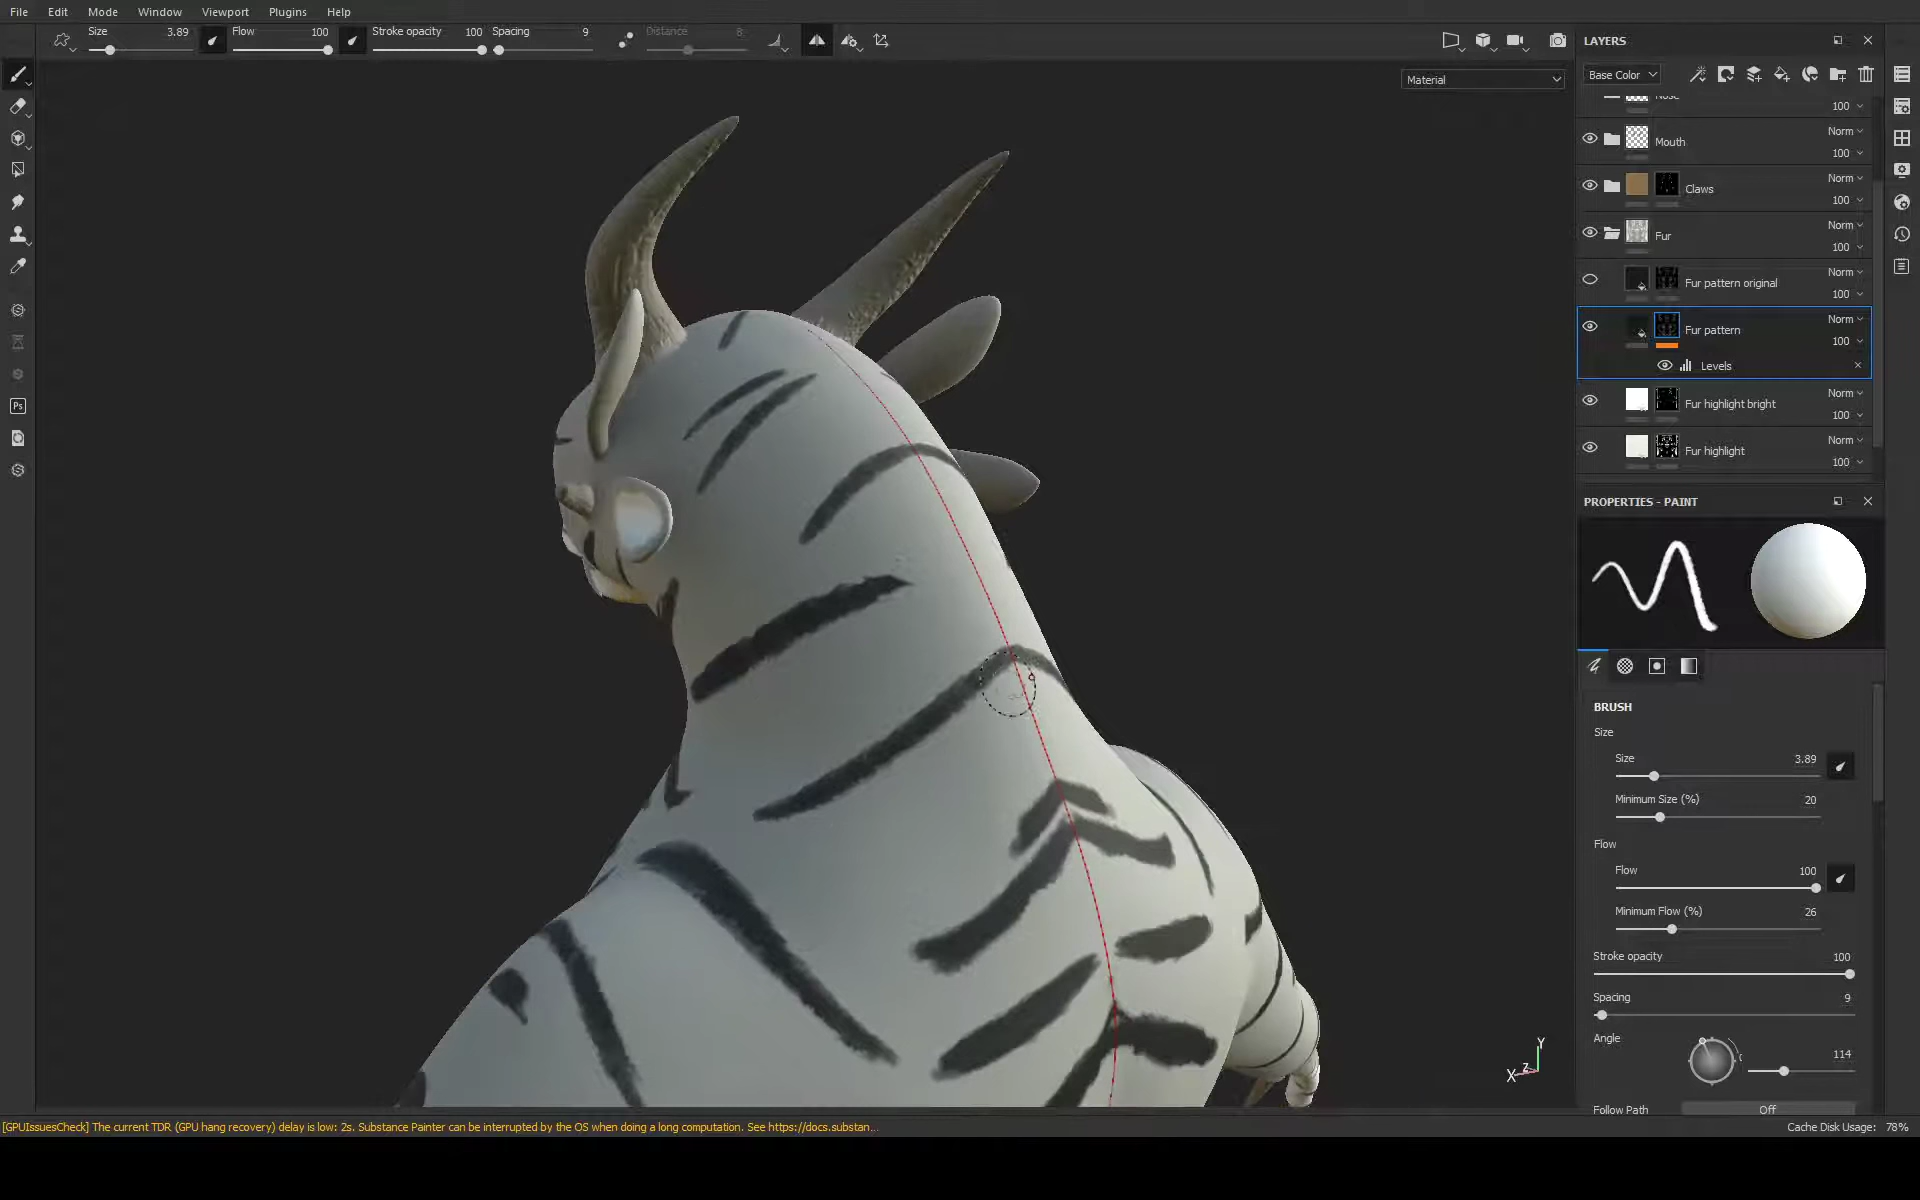 File Edit Mode Window Viewport Plugins Help
Size 3.89 Flow 100 Stroke opacity 100 Spacing 9 Distance 8
Material
LAYERS
Base Color
100
Mouth Norm 100
Claws Norm 100
Fur Norm 100
Fur pattern original Norm 100
Fur pattern Norm 100
Levels
Fur highlight bright Norm 100
Fur highlight Norm 100
Ps
PROPERTIES - PAINT
BRUSH
Size
Size 3.89
Minimum Size (%) 20
Flow
Flow 100
Minimum Flow (%) 26
Stroke opacity 100
Spacing 9
Angle 114
Follow Path Off
Y
X Z
[GPUIssuesCheck] The current TDR (GPU hang recovery) delay is low: 2s. Substance Painter can be interrupted by the OS when doing a long computation. See https://docs.substan...
Cache Disk Usage: 78%